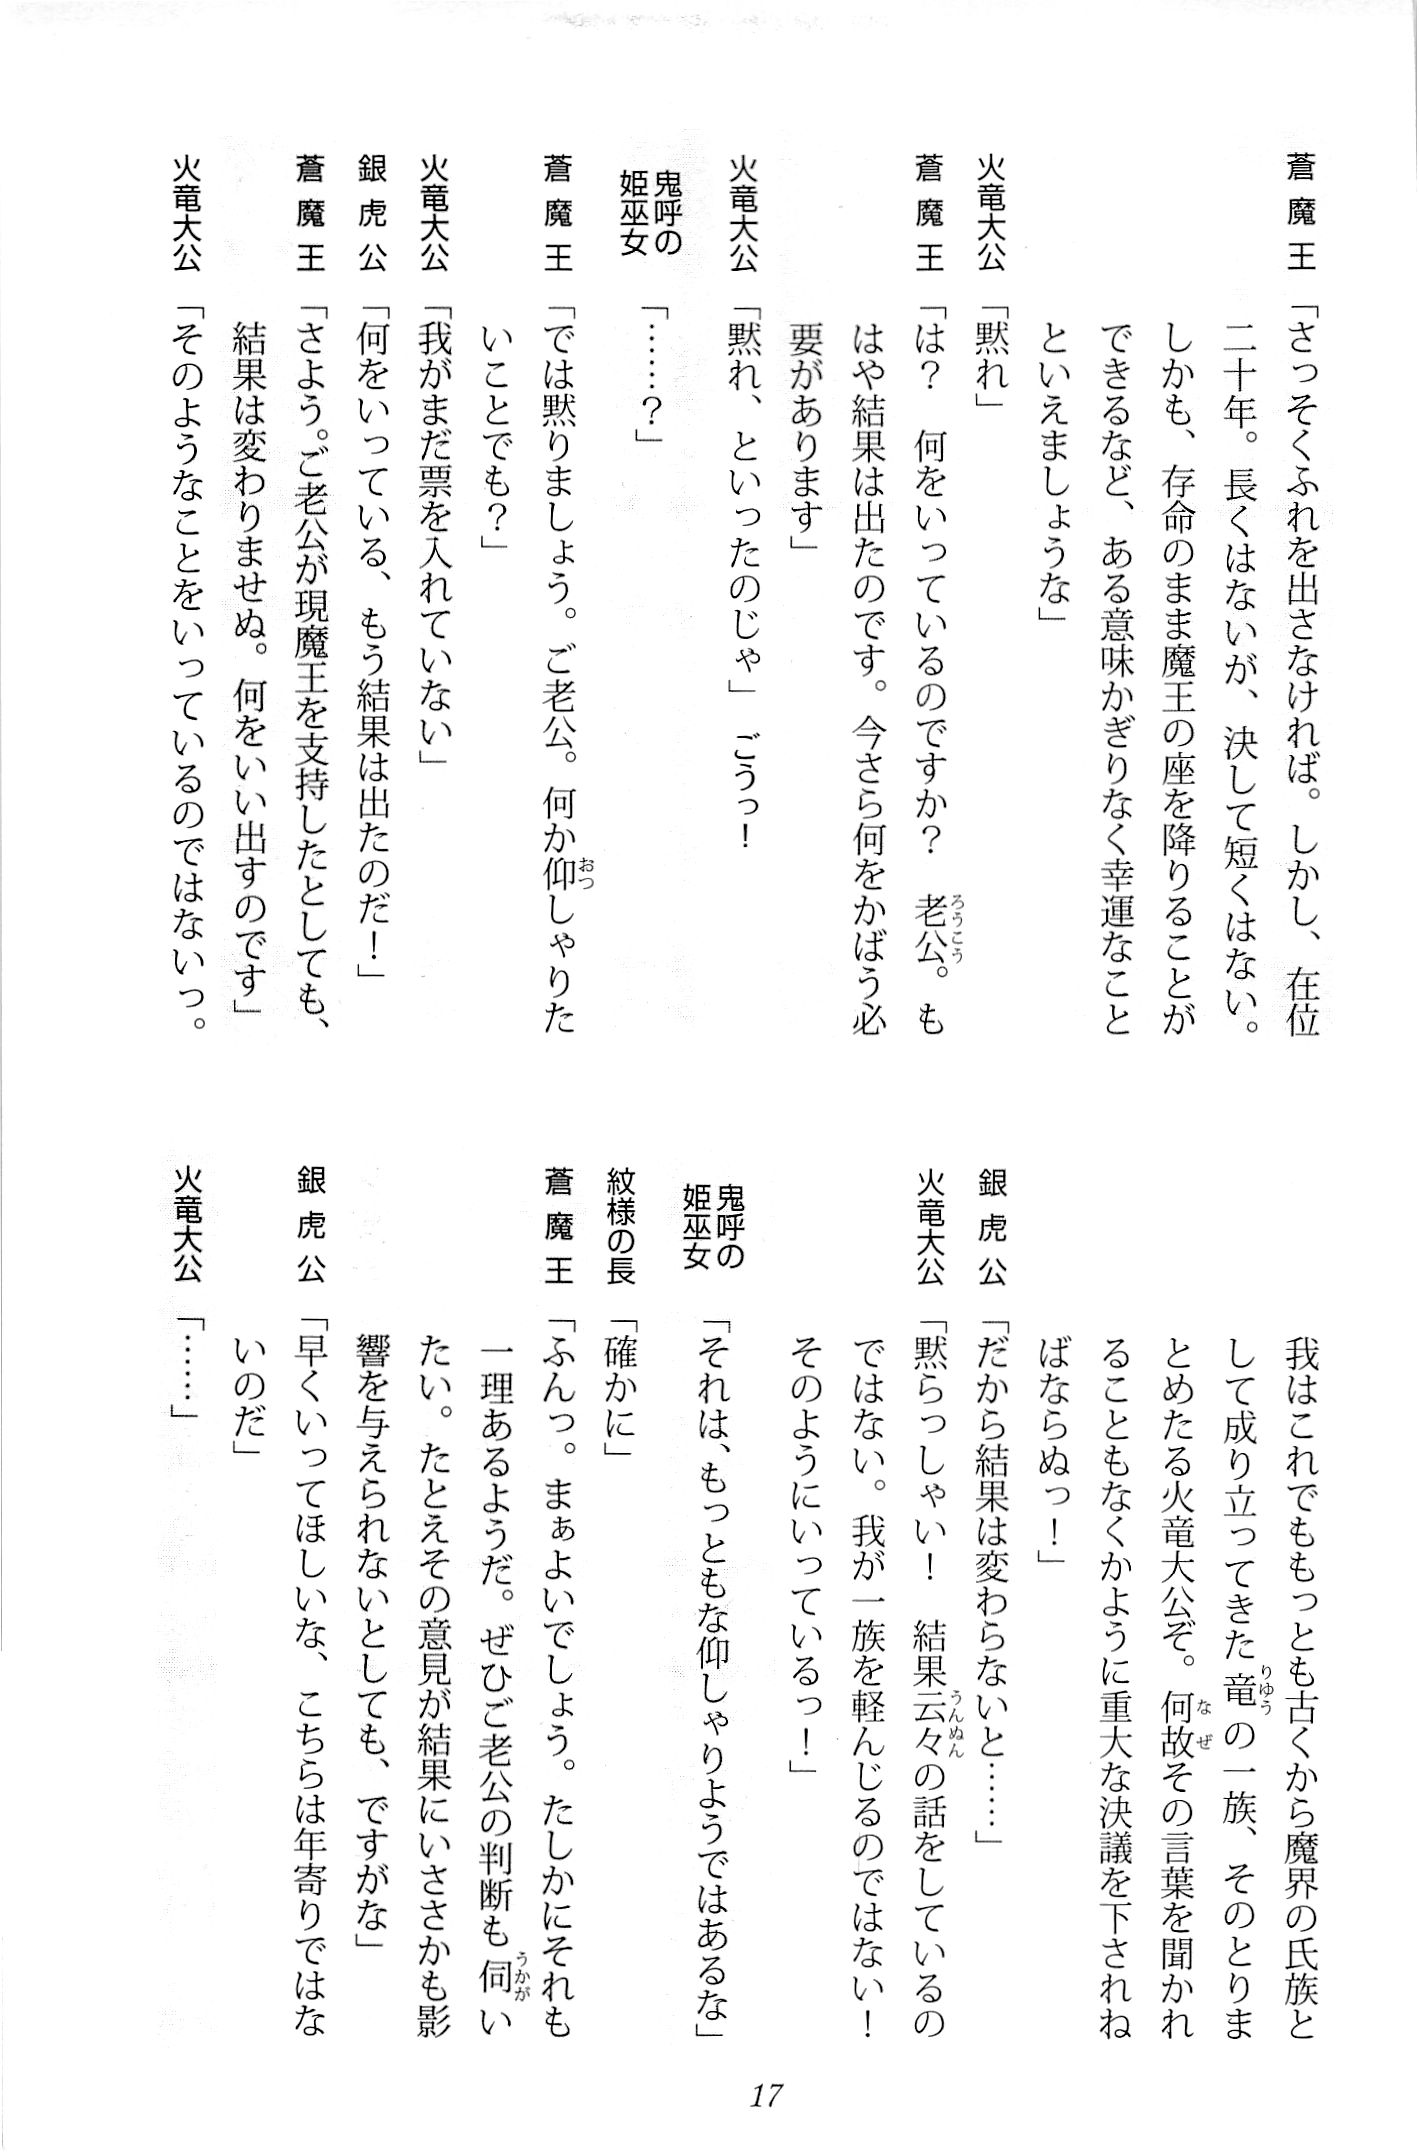 蒼魔王「さっそくふれを出さなければ。しかし、在位
二十年。長くはないが、決して短くはない。
しかも、存命のまま魔王の座を降りることが
できるなど、ある意味かぎりなく幸運なこと
といえましょうな」
火竜大公「黙れ」
蒼魔王「は？　何をいっているのですか？　老公。も
はや結果は出たのです。今さら何をかばう必
要があります」
火竜大公「黙れ、といったのじゃ」　ごうっ！
鬼呼の姫巫女「……？」
蒼魔王「では黙りましょう。ご老公。何か仰しゃりた
いことでも？」
火竜大公「我がまだ票を入れていない」
銀虎公「何をいっている、もう結果は出たのだ！」
蒼魔王「さよう。ご老公が現魔王を支持したとしても、
結果は変わりませぬ。何をいい出すのです」
火竜大公「そのようなことをいっているのではないっ。
我はこれでももっとも古くから魔界の氏族と
して成り立ってきた竜の一族、そのとりま
とめたる火竜大公ぞ。何故その言葉を聞かれ
ることもなくかように重大な決議を下されね
ばならぬっ！」
銀虎公「だから結果は変わらないと……」
火竜大公「黙らっしゃい！　結果云々の話をしているの
ではない。我が一族を軽んじるのではない！
そのようにいっているっ！」
鬼呼の姫巫女「それは、もっともな仰しゃりようではあるな」
紋様の長「確かに」
蒼魔王「ふんっ。まぁよいでしょう。たしかにそれも
一理あるようだ。ぜひご老公の判断も伺い
たい。たとえその意見が結果にいささかも影
響を与えられないとしても、ですがな」
銀虎公「早くいってほしいな、こちらは年寄りではな
いのだ」
火竜大公「……」
17